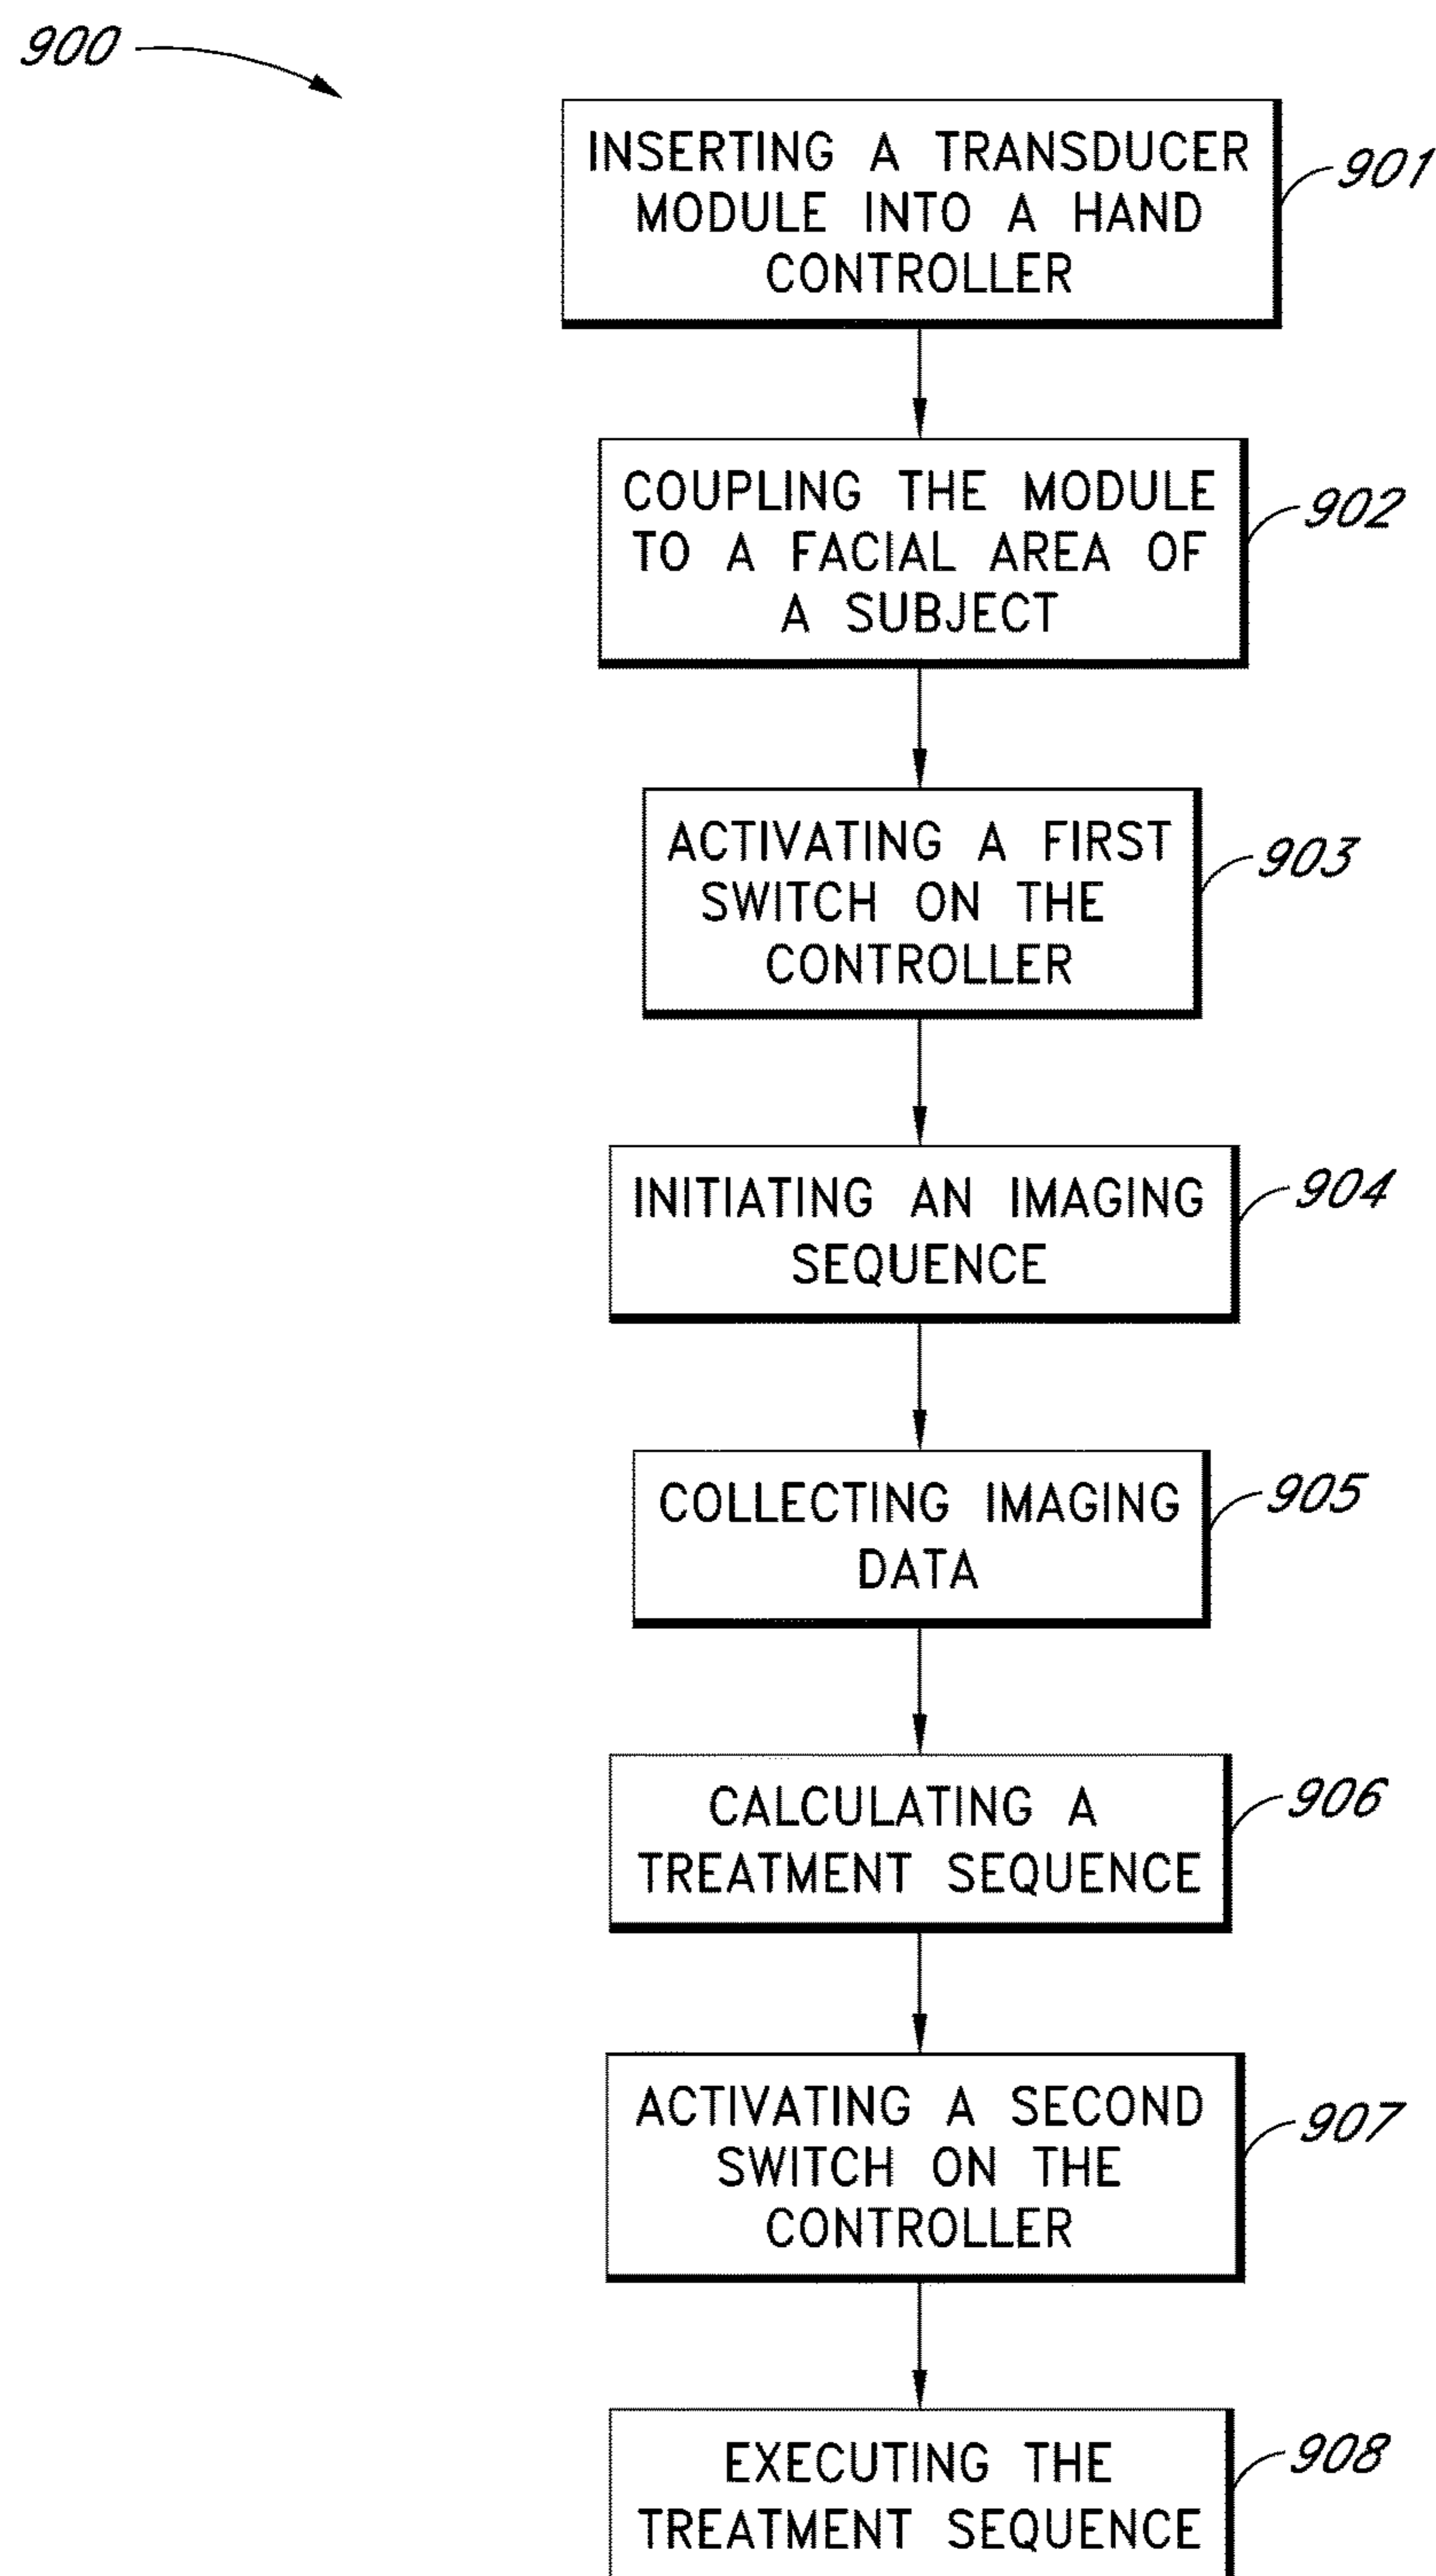 900
INSERTING A TRANSDUCER
MODULE INTO A HAND
CONTROLLER
901
COUPLING THE MODULE
TO A FACIAL AREA OF
A SUBJECT
902
ACTIVATING A FIRST
SWITCH ON THE
CONTROLLER
903
INITIATING AN IMAGING
SEQUENCE
904
COLLECTING IMAGING
DATA
905
CALCULATING A
TREATMENT SEQUENCE
906
ACTIVATING A SECOND
SWITCH ON THE
CONTROLLER
907
EXECUTING THE
TREATMENT SEQUENCE
908